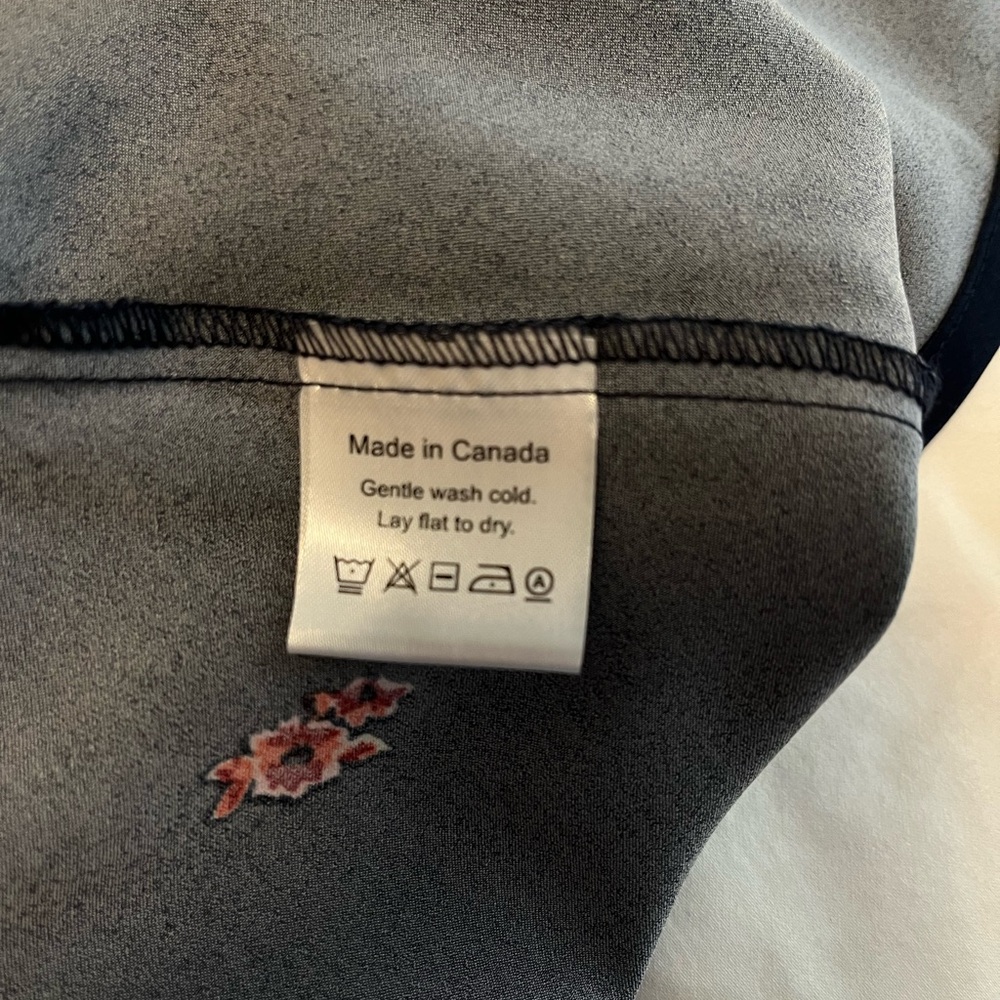 Made in Canada
Gentle wash cold.
Lay flat to dry.
A